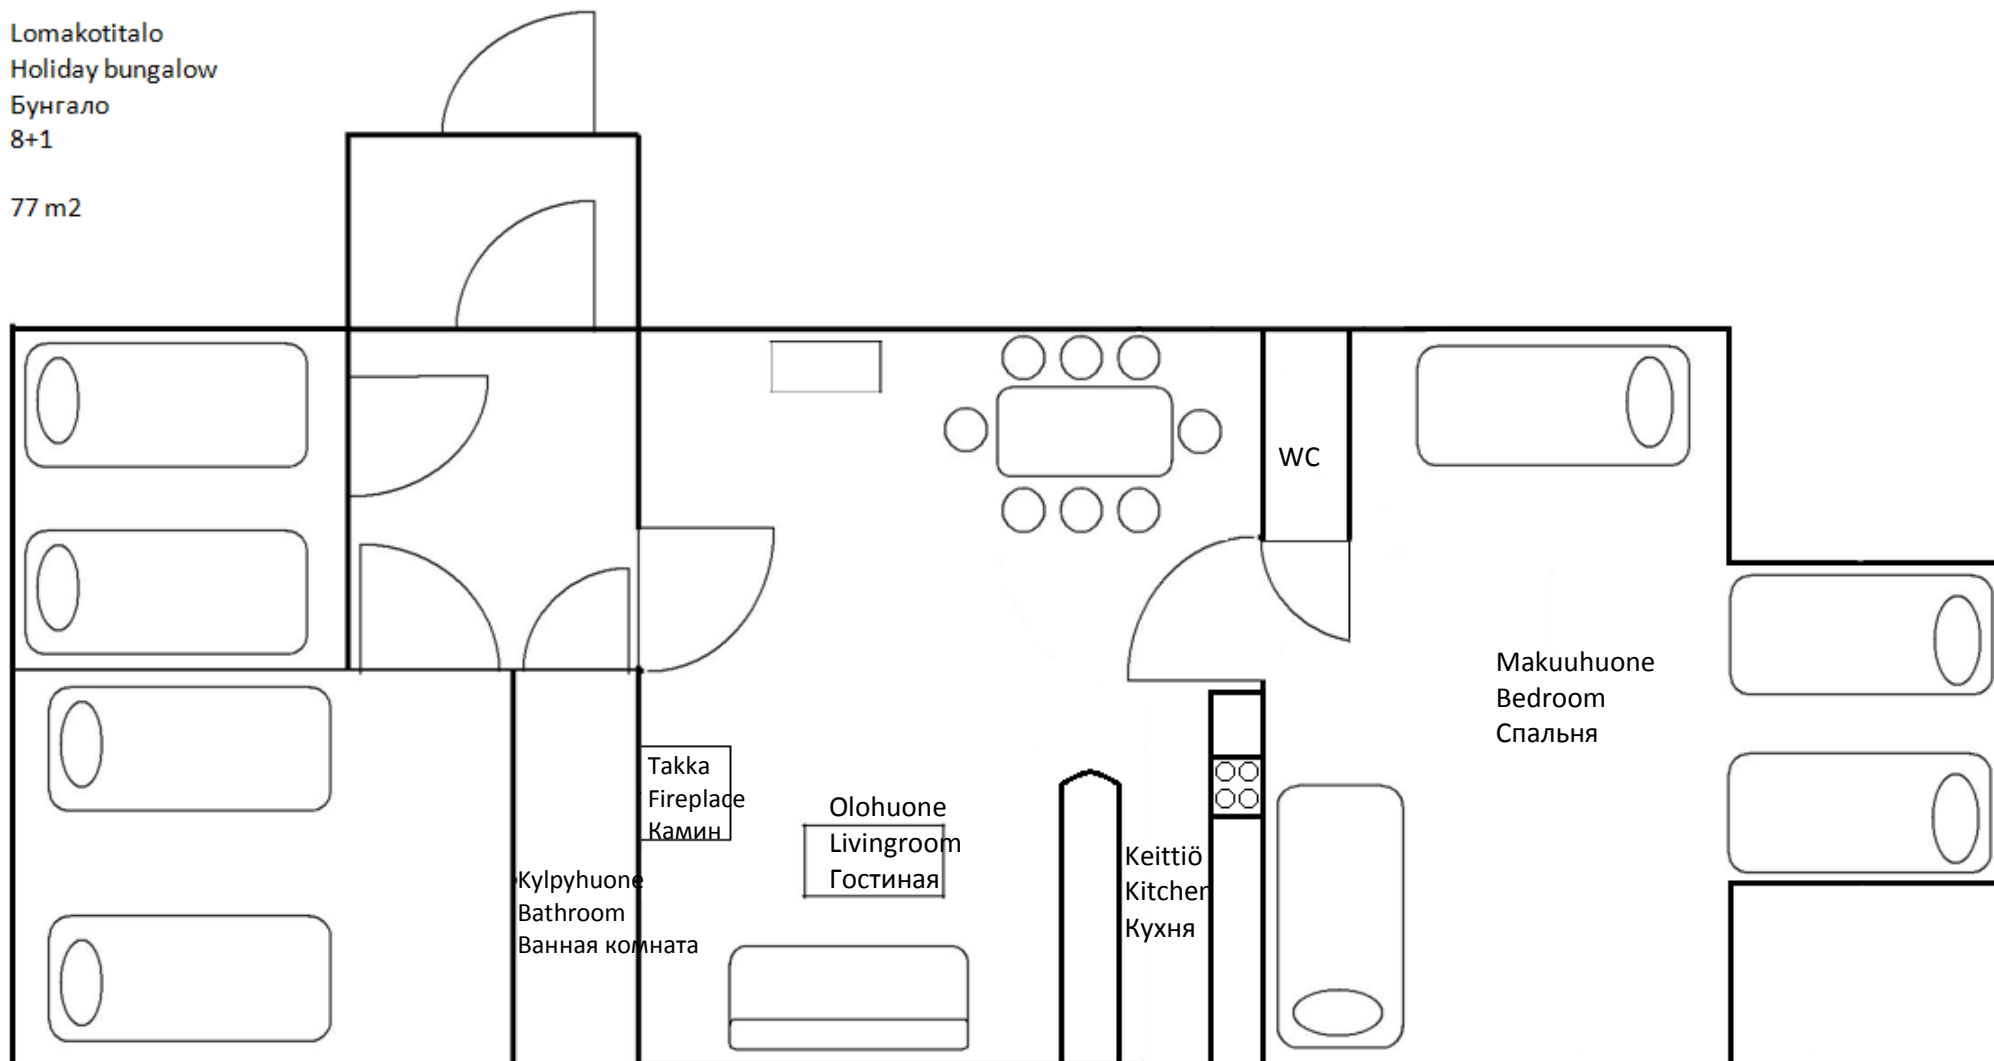 Lomakotitalo
Holiday bungalow
Бунгало
8+1
77 m2
WC
Makuuhuone
Bedroom
Спальня
Takka
Fireplace
Камин
Olohuone
Livingroom
Гостиная
Keittiö
Kitchen
Кухня
Kylpyhuone
Bathroom
Ванная комната